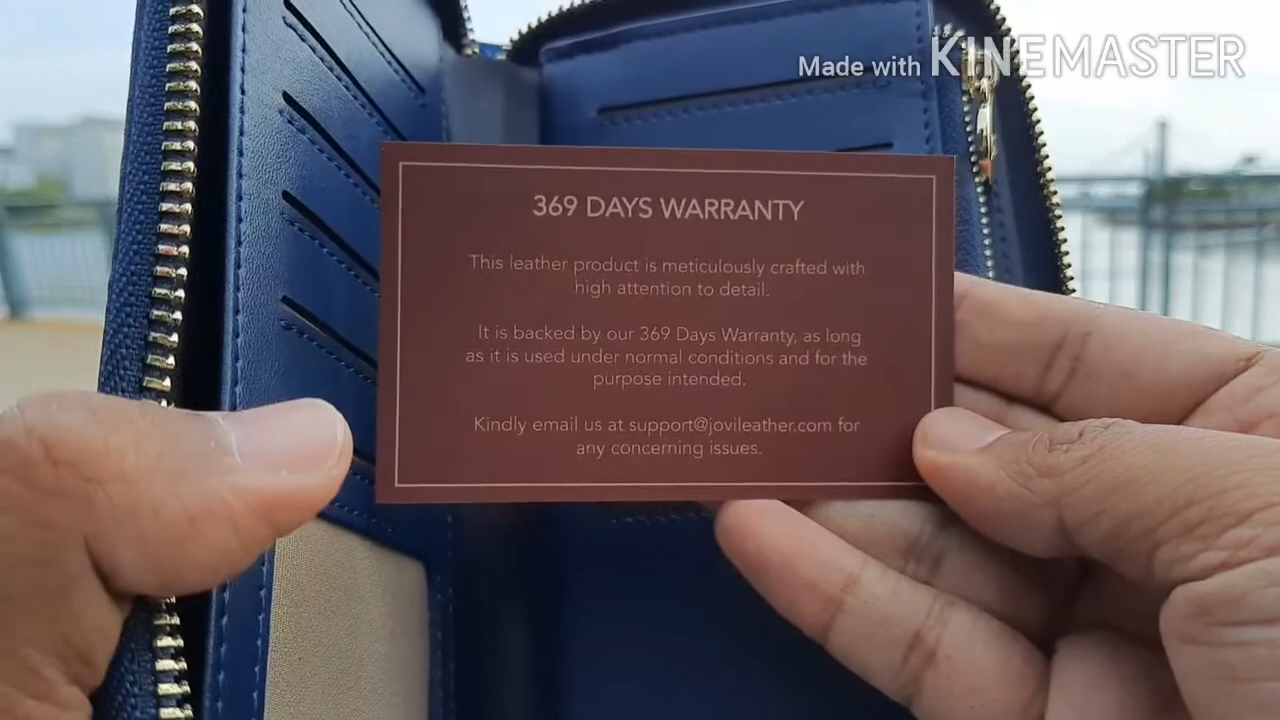 Made with KINEMASTER
369 DAYS WARRANTY
This leather product is meticulously crafted with
high attention to detail.
It is backed by our 369 Days Warranty, as long
as it is used under normal conditions and for the
purpose intended.
Kindly email us at support@jovileather.com for
any concerning issues.